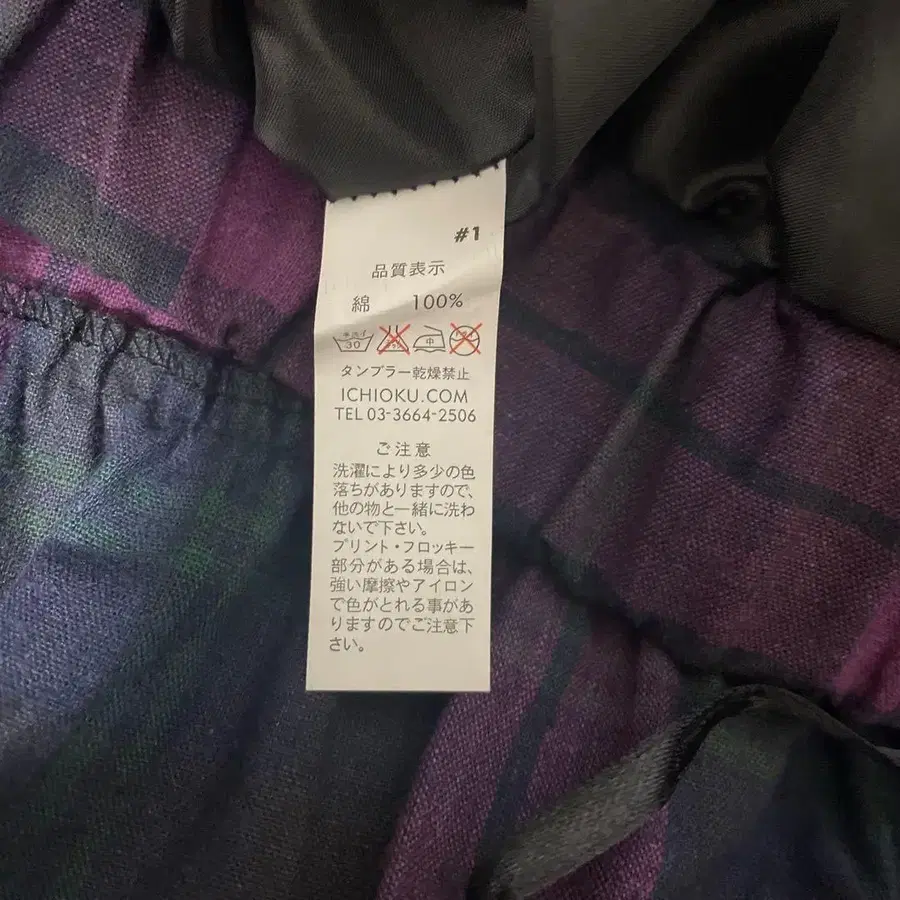 #1
品質表示
綿 100%
手洗イ 30 中
タンブラー乾燥禁止
ICHIOKU.COM
TEL 03-3664-2506
ご注意
洗濯により多少の色
落ちがありますので、
他の物と一緒に洗わ
ないで下さい。
プリント・フロッキー
部分がある場合は、
強い摩擦やアイロン
で色がとれる事があ
りますのでご注意下
さい。